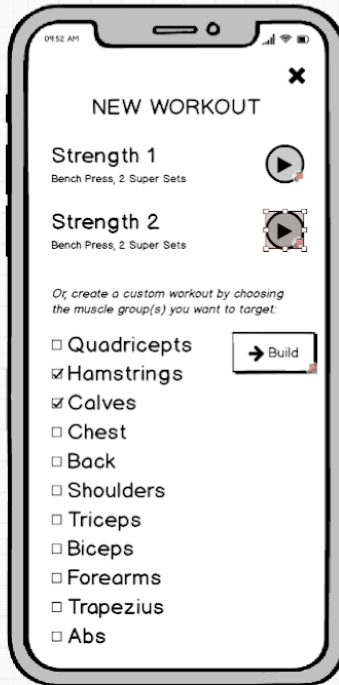 09:52 AM
NEW WORKOUT
Strength 1
Bench Press, 2 Super Sets
Strength 2
Bench Press, 2 Super Sets
Or, create a custom workout by choosing
the muscle group(s) you want to target:
Quadricepts
Build
Hamstrings
Calves
Chest
Back
Shoulders
Triceps
Biceps
Forearms
Trapezius
Abs